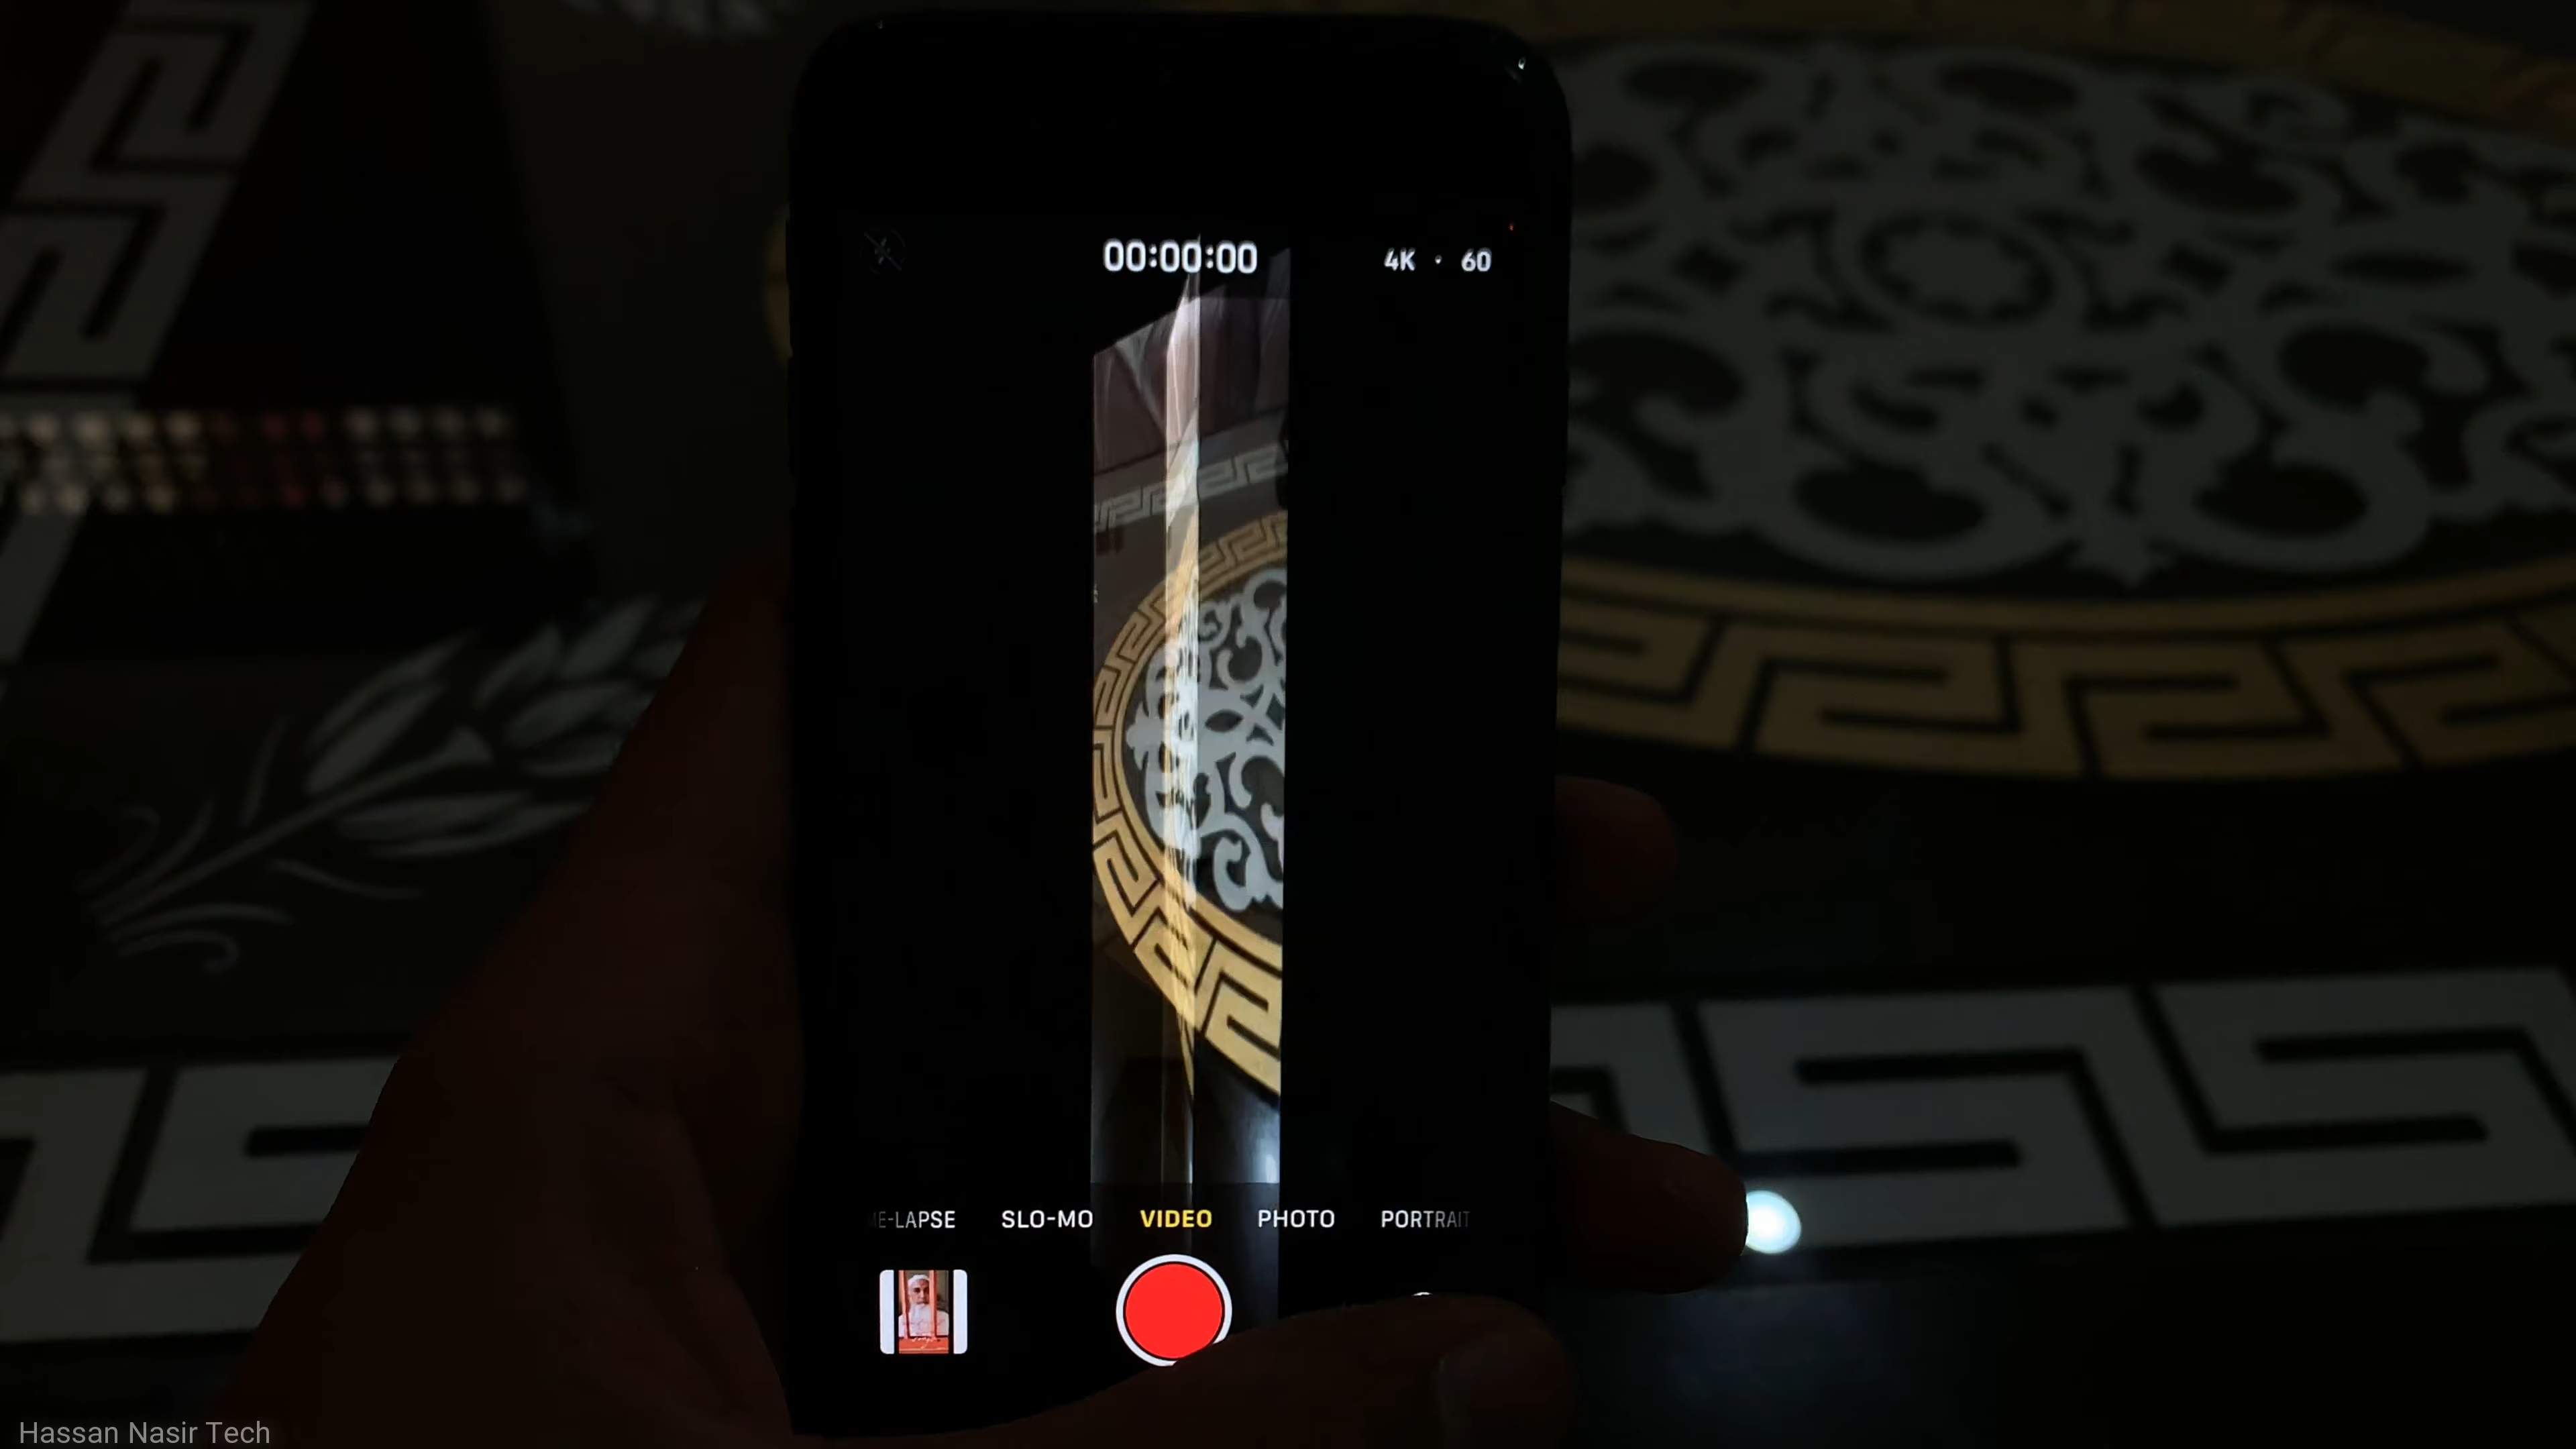 00:00:00
4K · 60
E-LAPSE SLO-MO VIDEO PHOTO PORTRAIT
Hassan Nasir Tech